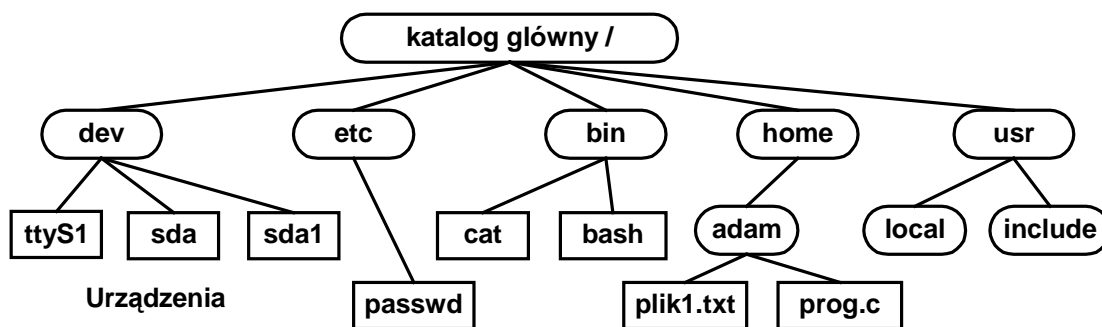 katalog glówny /
dev etc bin home usr
ttyS1 sda sda1 cat bash adam local include
Urządzenia passwd plik1.txt prog.c